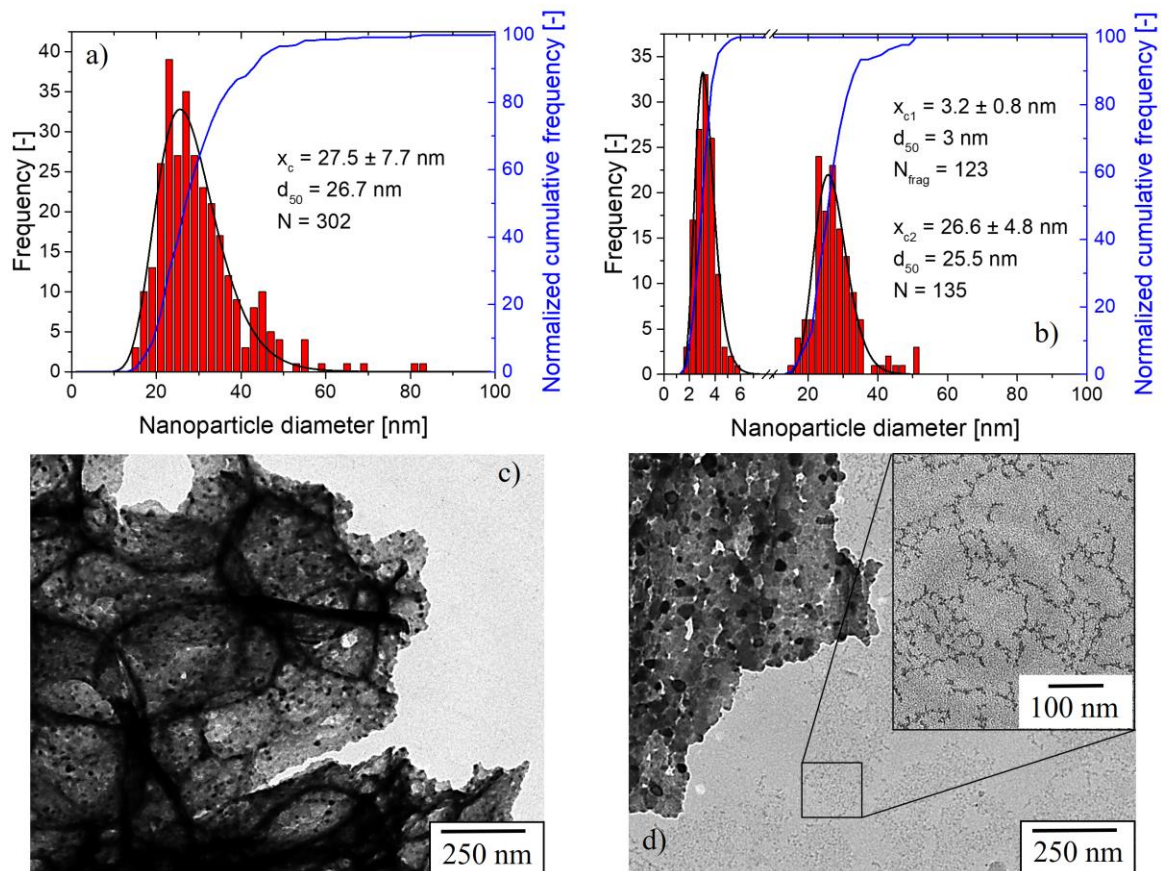 a)
Frequency [-]
40
35
30
25
20
15
10
5
0
0 20 40 60 80 100
Nanoparticle diameter [nm]
100
80
60
40
20
0
Normalized cumulative frequency [-]
x_c = 27.5 ± 7.7 nm
d_50 = 26.7 nm
N = 302
b)
Frequency [-]
35
30
25
20
15
10
5
0
0 2 4 6 20 40 60 80 100
Nanoparticle diameter [nm]
100
80
60
40
20
0
Normalized cumulative frequency [-]
x_c1 = 3.2 ± 0.8 nm
d_50 = 3 nm
N_frag = 123
x_c2 = 26.6 ± 4.8 nm
d_50 = 25.5 nm
N = 135
c)
250 nm
d)
100 nm
250 nm